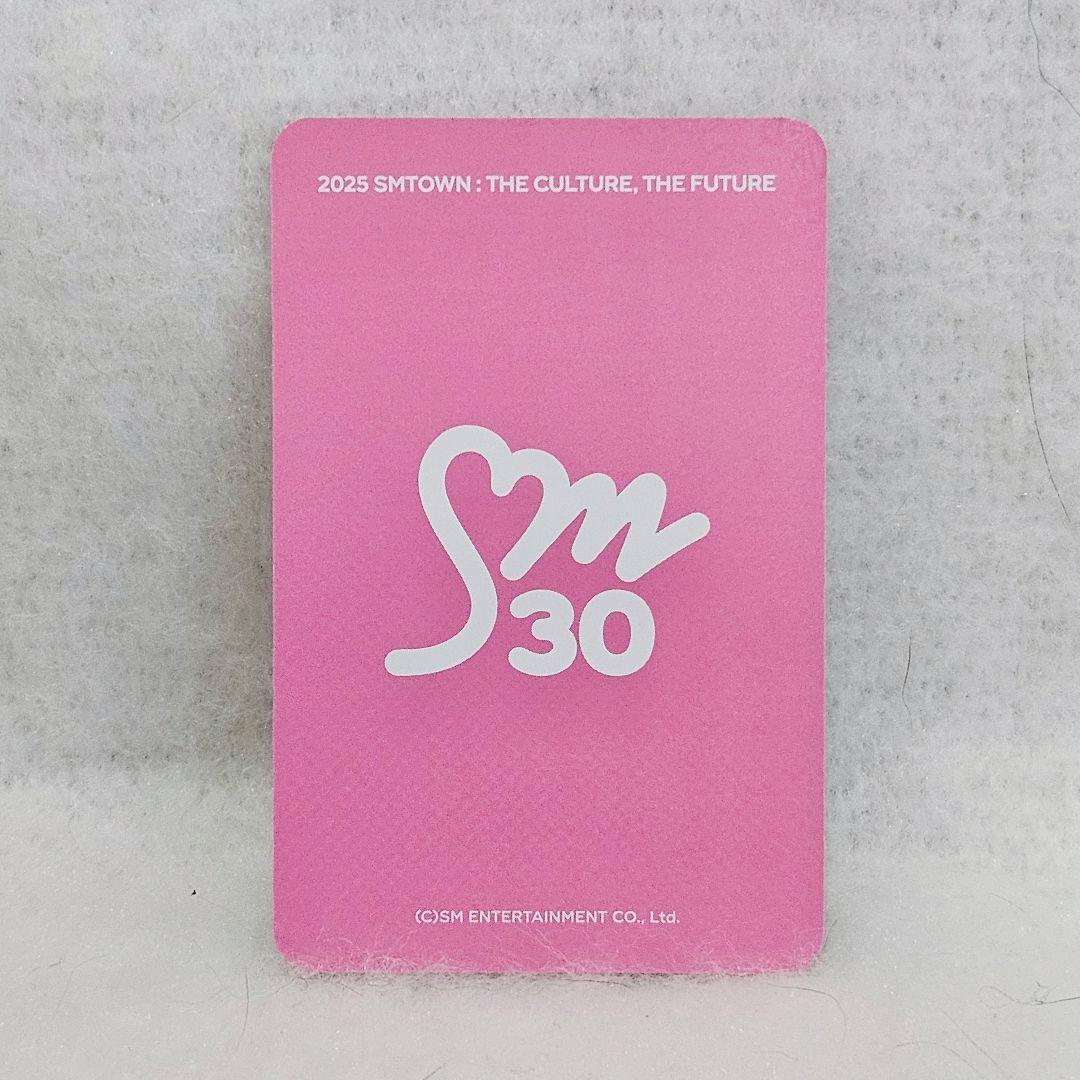 2025 SMTOWN : THE CULTURE, THE FUTURE
Sm
30
(C)SM ENTERTAINMENT CO., Ltd.